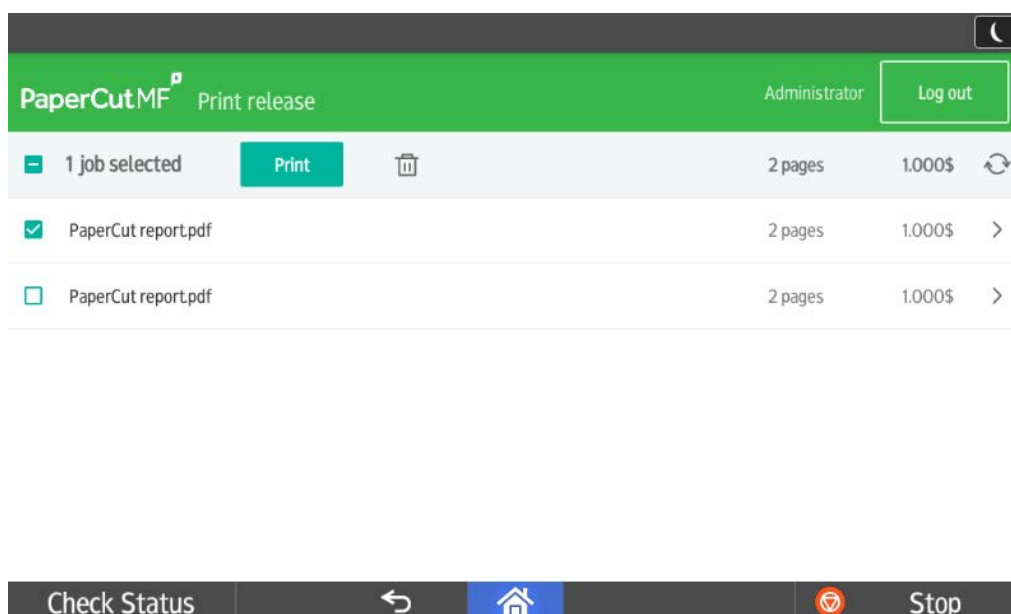 PaperCut MF Print release Administrator Log out
1 job selected Print 2 pages 1.000$
PaperCut report.pdf 2 pages 1.000$
PaperCut report.pdf 2 pages 1.000$
Check Status Stop